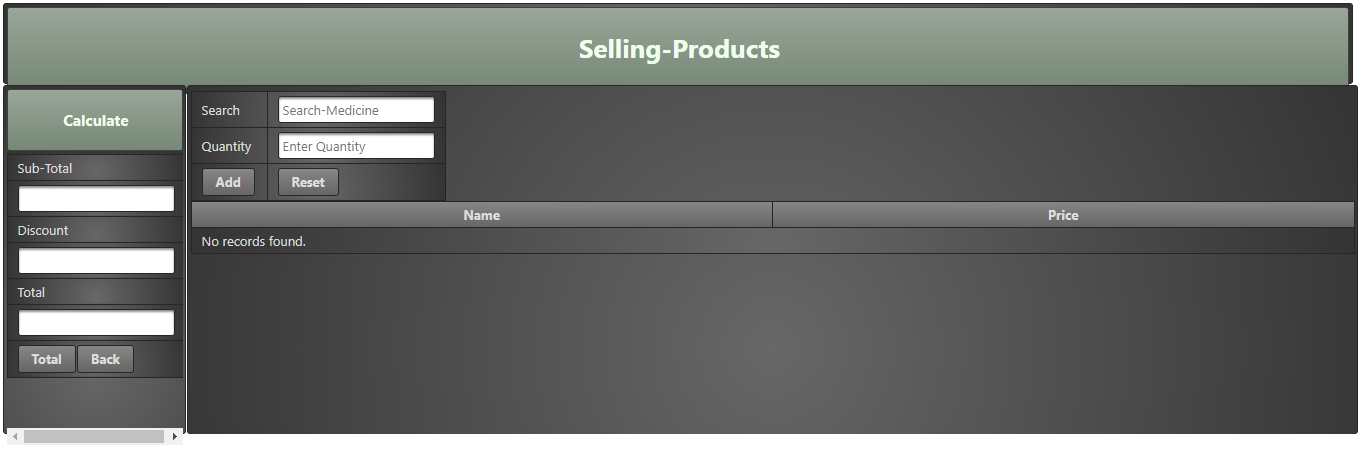 Selling-Products
Calculate
Sub-Total
Discount
Total
Total Back
Search Search-Medicine
Quantity Enter Quantity
Add Reset
Name Price
No records found.